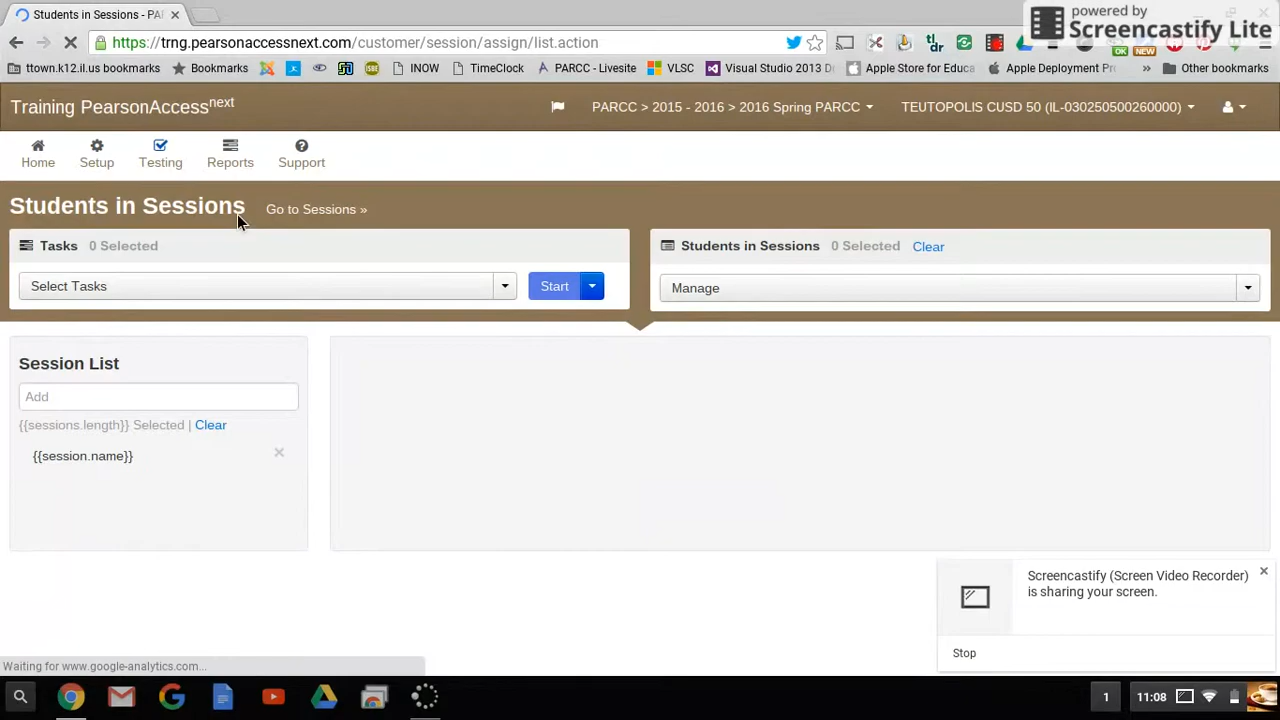 Students in Sessions - PA
powered by
Screencastify Lite
https://trng.pearsonaccessnext.com/customer/session/assign/list.action
OK
NEW
ttown.k12.il.us bookmarks
Bookmarks
INOW
TimeClock
PARCC - Livesite
VLSC
Visual Studio 2013 D
Apple Store for Educa
Apple Deployment Pr
»
Other bookmarks
Training PearsonAccessnext
PARCC > 2015 - 2016 > 2016 Spring PARCC
TEUTOPOLIS CUSD 50 (IL-030250500260000)
Home
Setup
Testing
Reports
Support
Students in Sessions
Go to Sessions »
Tasks 0 Selected
Students in Sessions 0 Selected Clear
Select Tasks
Start
Manage
Session List
Add
{{sessions.length}} Selected | Clear
{{session.name}}
Screencastify (Screen Video Recorder)
is sharing your screen.
Stop
Waiting for www.google-analytics.com...
1
11:08